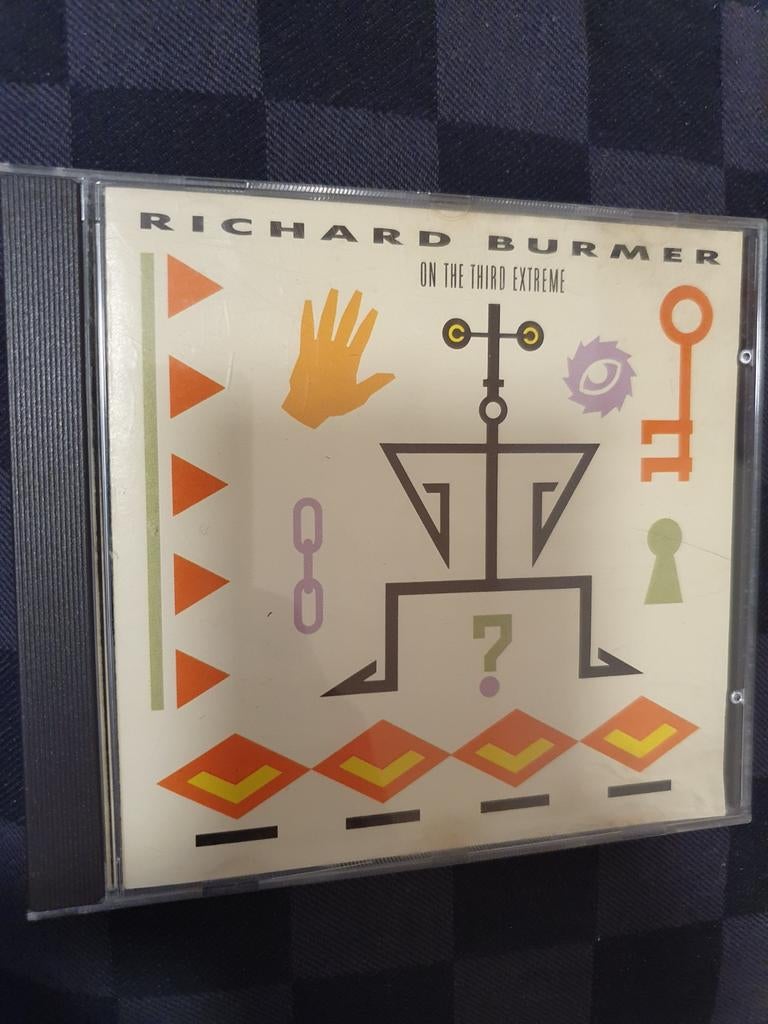 RICHARD BURMER
ON THE THIRD EXTREME
?